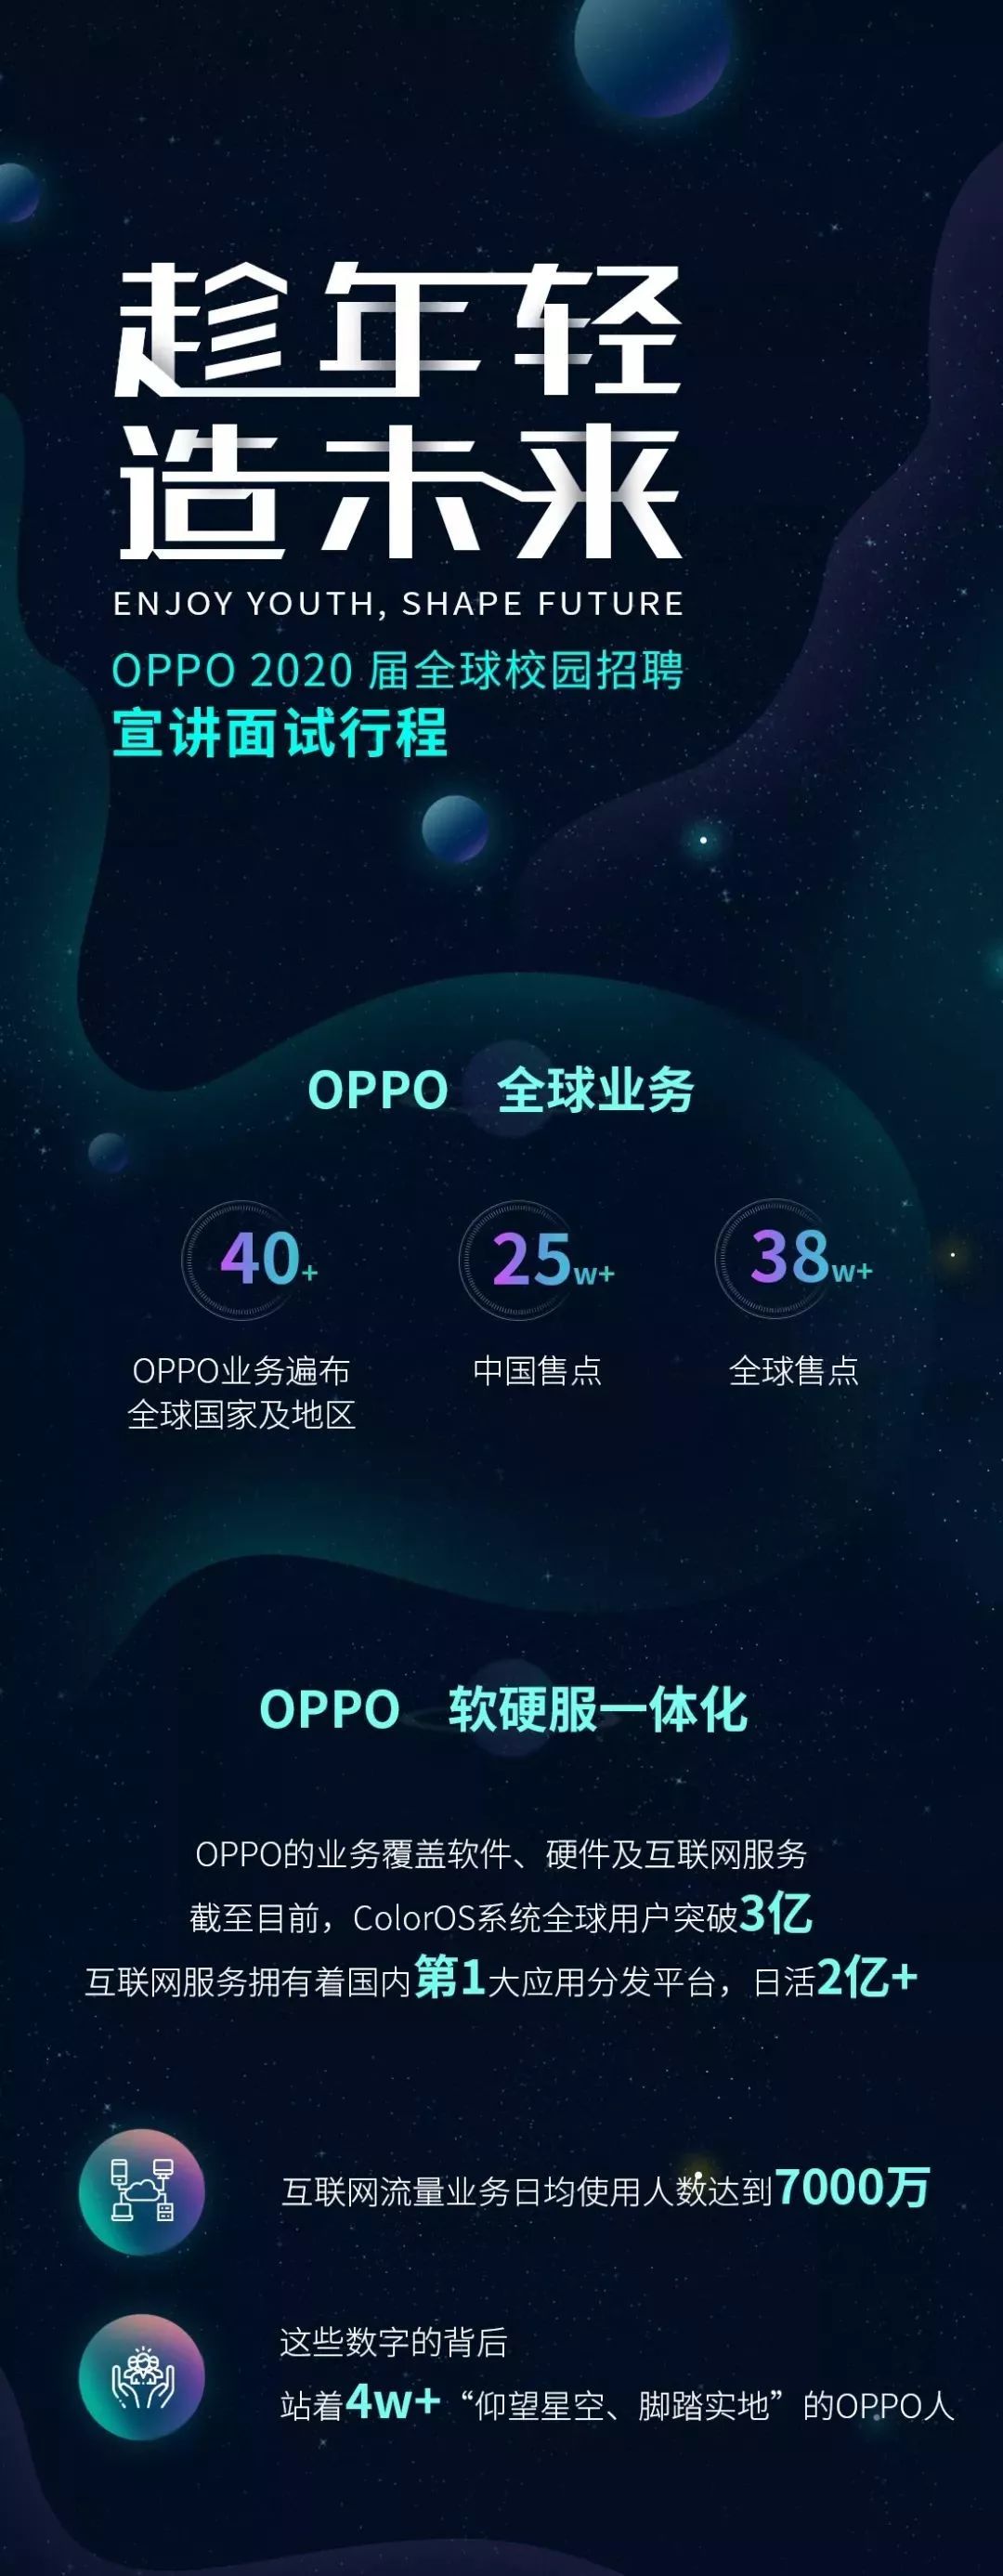 趁年轻
造未来
ENJOY YOUTH, SHAPE FUTURE
OPPO 2020 届全球校园招聘
宣讲面试行程
OPPO 全球业务
40+
25w+
38w+
OPPO业务遍布
全球国家及地区
中国售点
全球售点
OPPO 软硬服一体化
OPPO的业务覆盖软件、硬件及互联网服务
截至目前，ColorOS系统全球用户突破3亿
互联网服务拥有着国内第1大应用分发平台，日活2亿+
互联网流量业务日均使用人数达到7000万
这些数字的背后
站着4w+“仰望星空、脚踏实地”的OPPO人